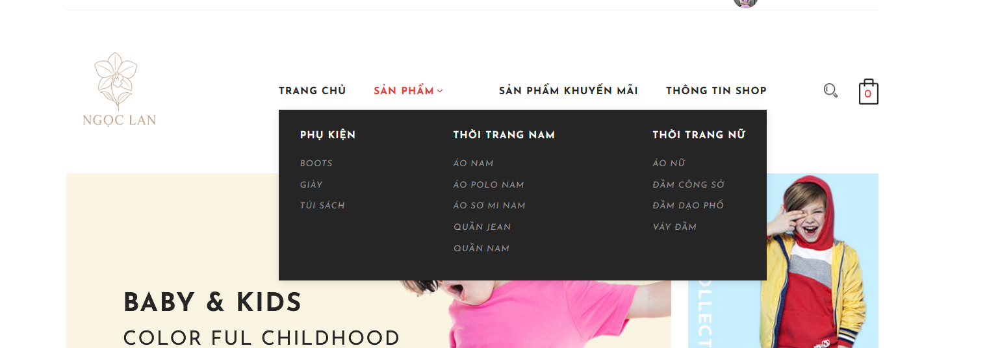 NGỌC LAN
TRANG CHỦ
SẢN PHẨM
SẢN PHẨM KHUYẾN MÃI
THÔNG TIN SHOP
0
PHỤ KIỆN
BOOTS
GIÀY
TÚI SÁCH
THỜI TRANG NAM
ÁO NAM
ÁO POLO NAM
ÁO SƠ MI NAM
QUẦN JEAN
QUẦN NAM
THỜI TRANG NỮ
ÁO NỮ
ĐẦM CÔNG SỞ
ĐẦM DẠO PHỐ
VÁY ĐẦM
BABY & KIDS
COLOR FUL CHILDHOOD